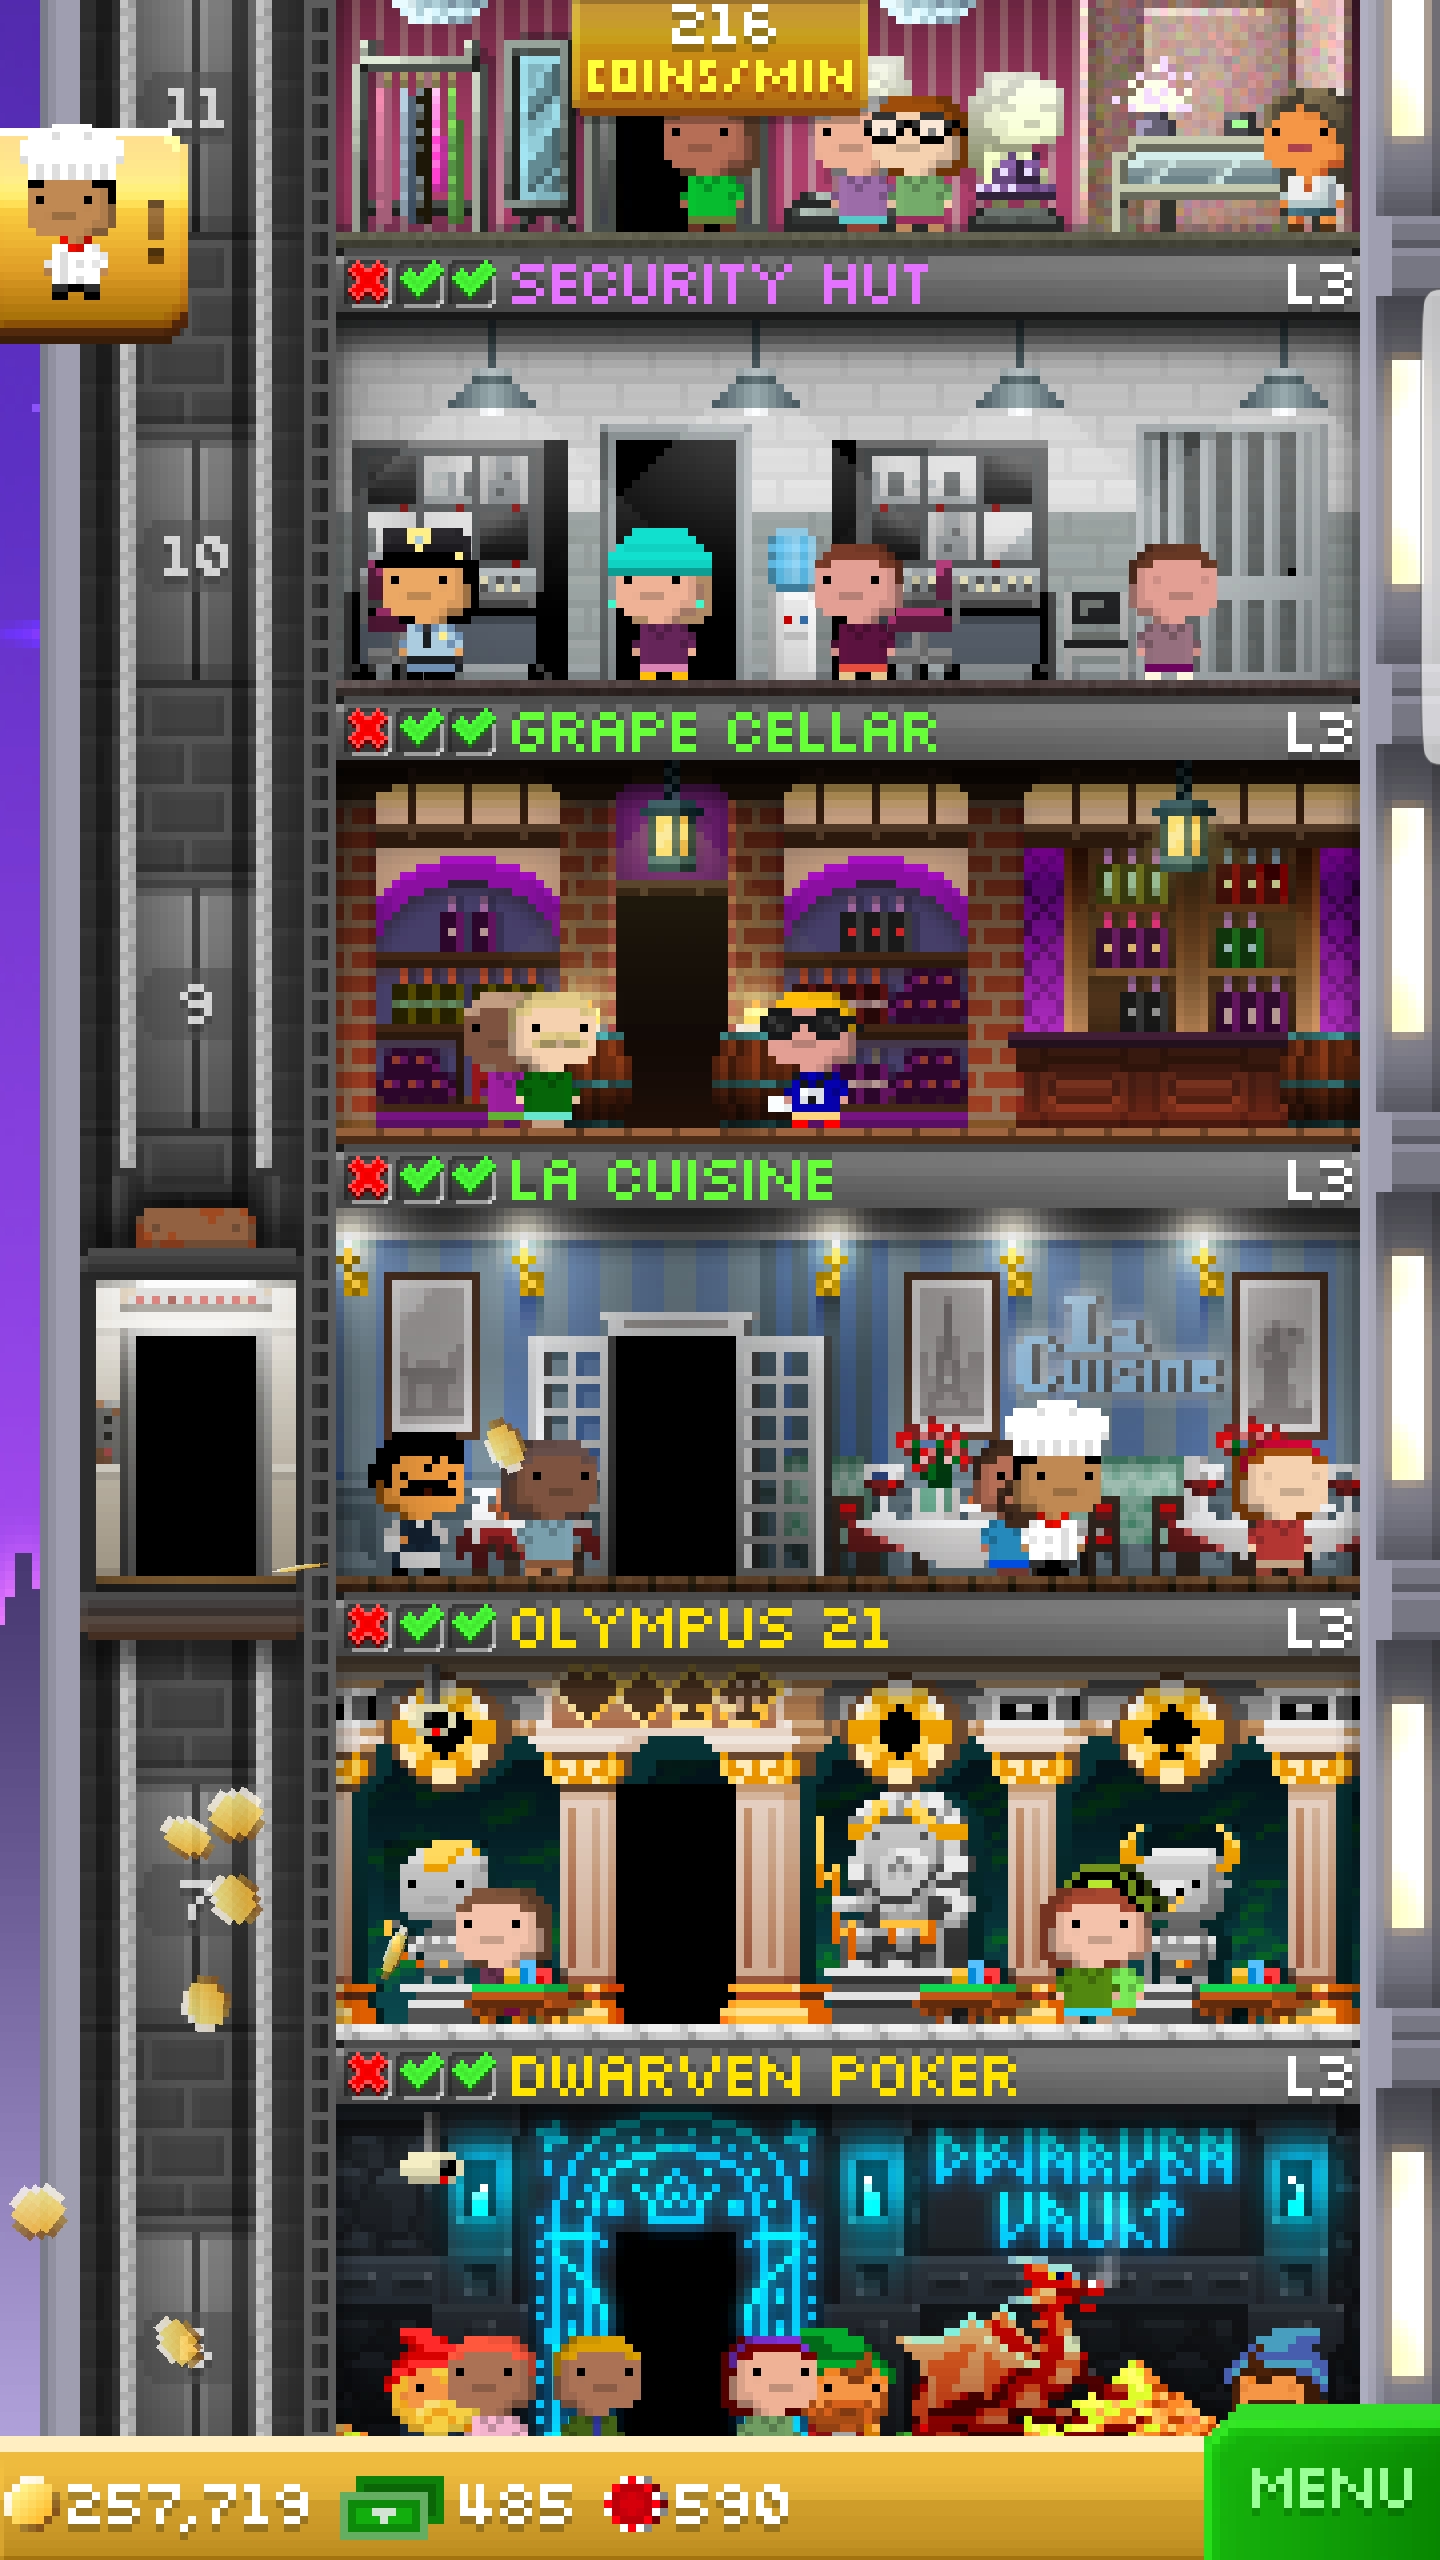 216
COINS/MIN
11
!
SECURITY HUT L3
10
GRAPE CELLAR L3
9
LA CUISINE L3
La
Cuisine
OLYMPUS 21 L3
7
DWARVEN POKER L3
DWARVEN
VAULT
257,719 485 590 MENU